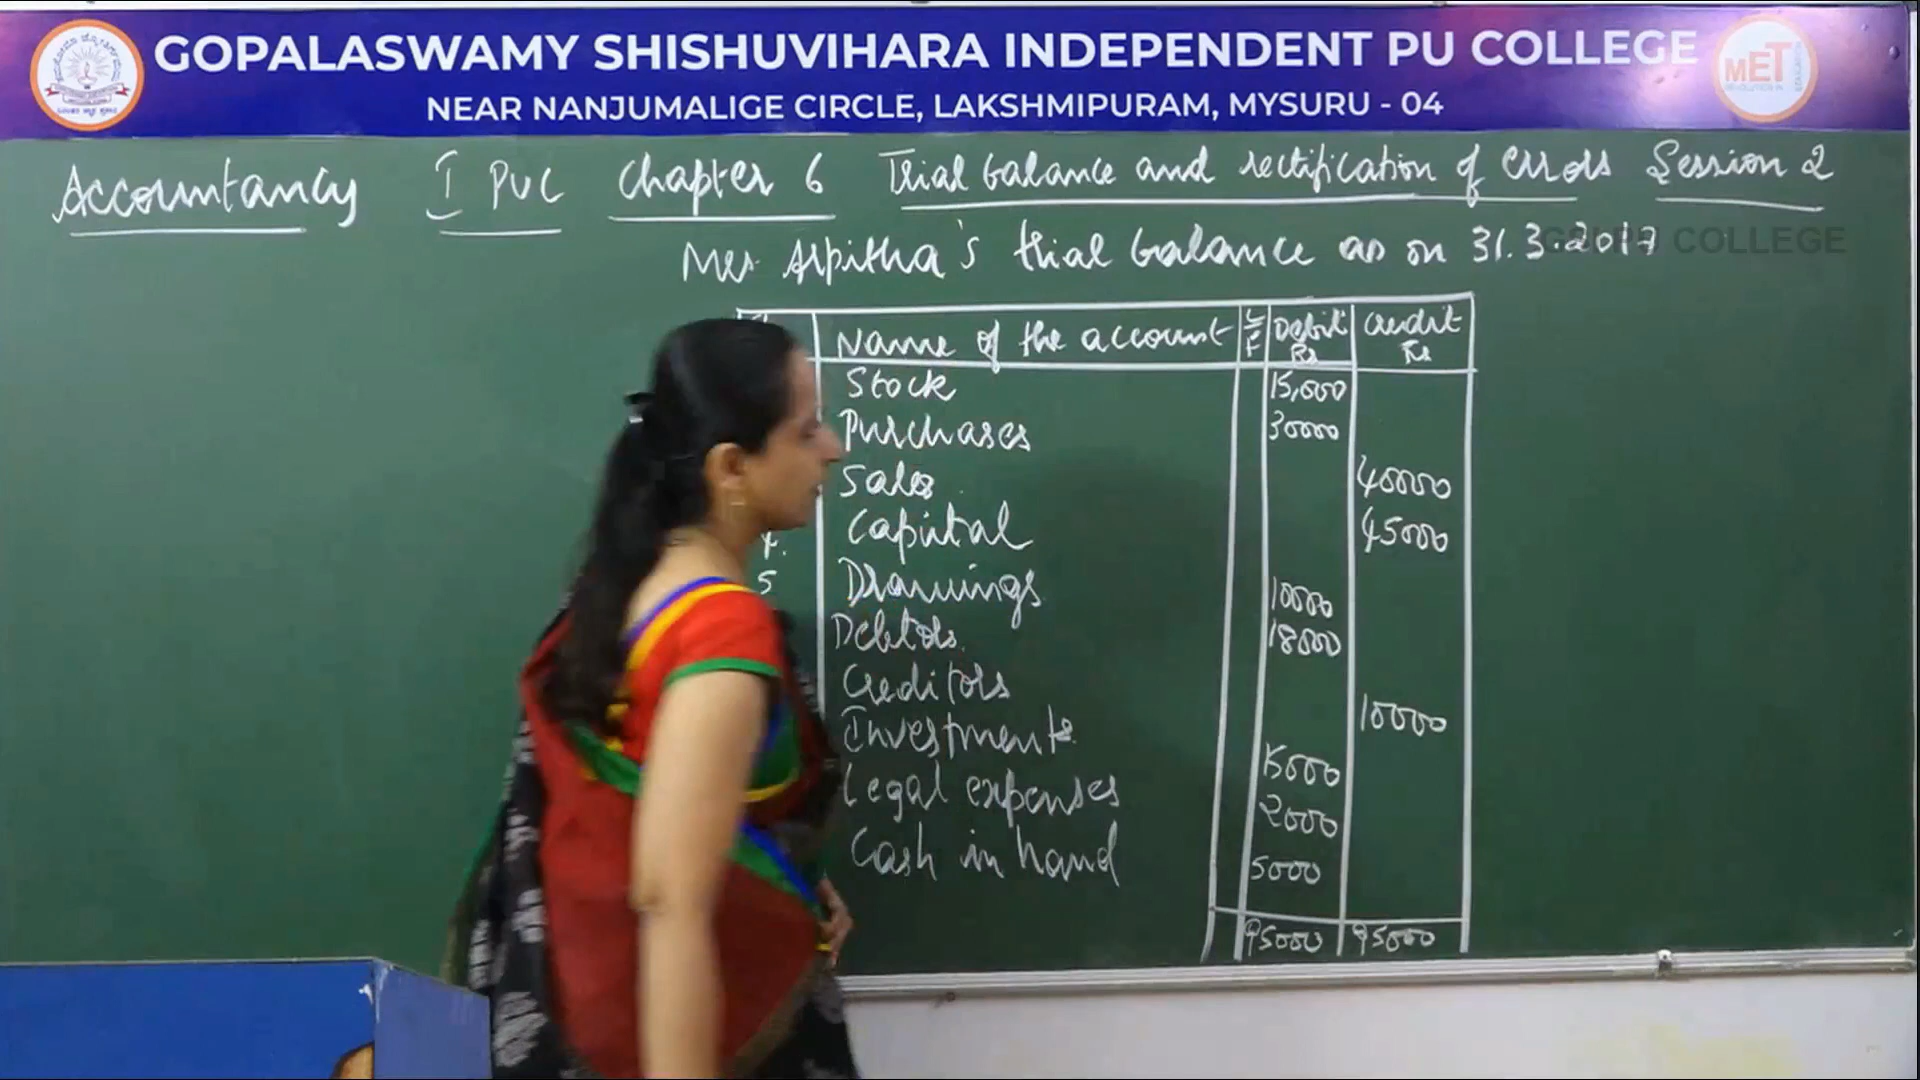 GOPALASWAMY SHISHUVIHARA INDEPENDENT PU COLLEGE
NEAR NANJUMALIGE CIRCLE, LAKSHMIPURAM, MYSURU - 04
MET
Accountancy I PUC Chapter 6 Trial balance and rectification of errors Session 2
Mrs Arpitha's trial balance as on 31.3.2017
COLLEGE
Name of the account L/F Debit Rs Credit Rs
Stock 15,000
Purchases 30000
Sales 40000
4. Capital 45000
5 Drawings 10000
Debtors 18000
Creditors 10000
Investments 15000
Legal expenses 2000
Cash in hand 5000
95000 95000